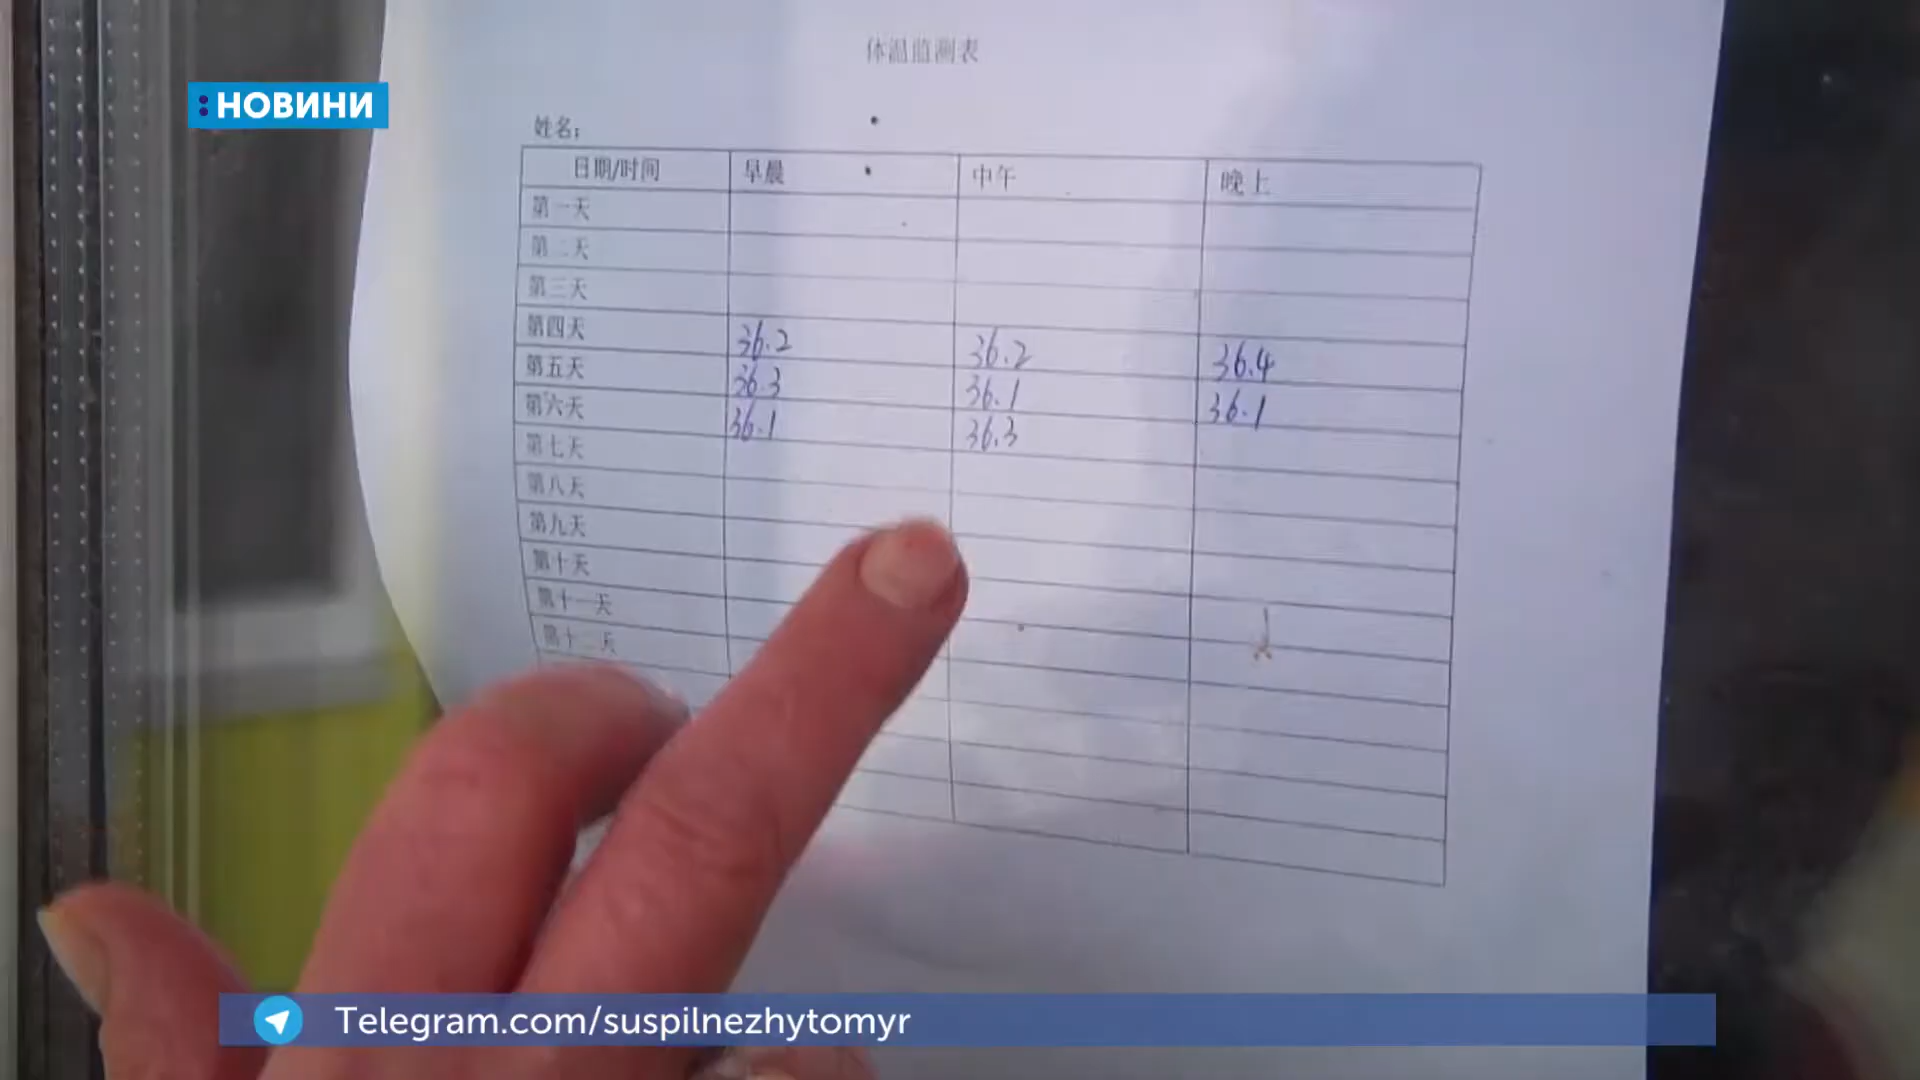 体温监测表
НОВИНИ
姓名:
日期/时间 早晨 中午 晚上
第一天
第二天
第三天
第四天 36.2 36.2 36.4
第五天 36.3 36.1 36.1
第六天 36.1 36.3
第七天
第八天
第九天
第十天
第十一天
第十二天
Telegram.com/suspilnezhytomyr